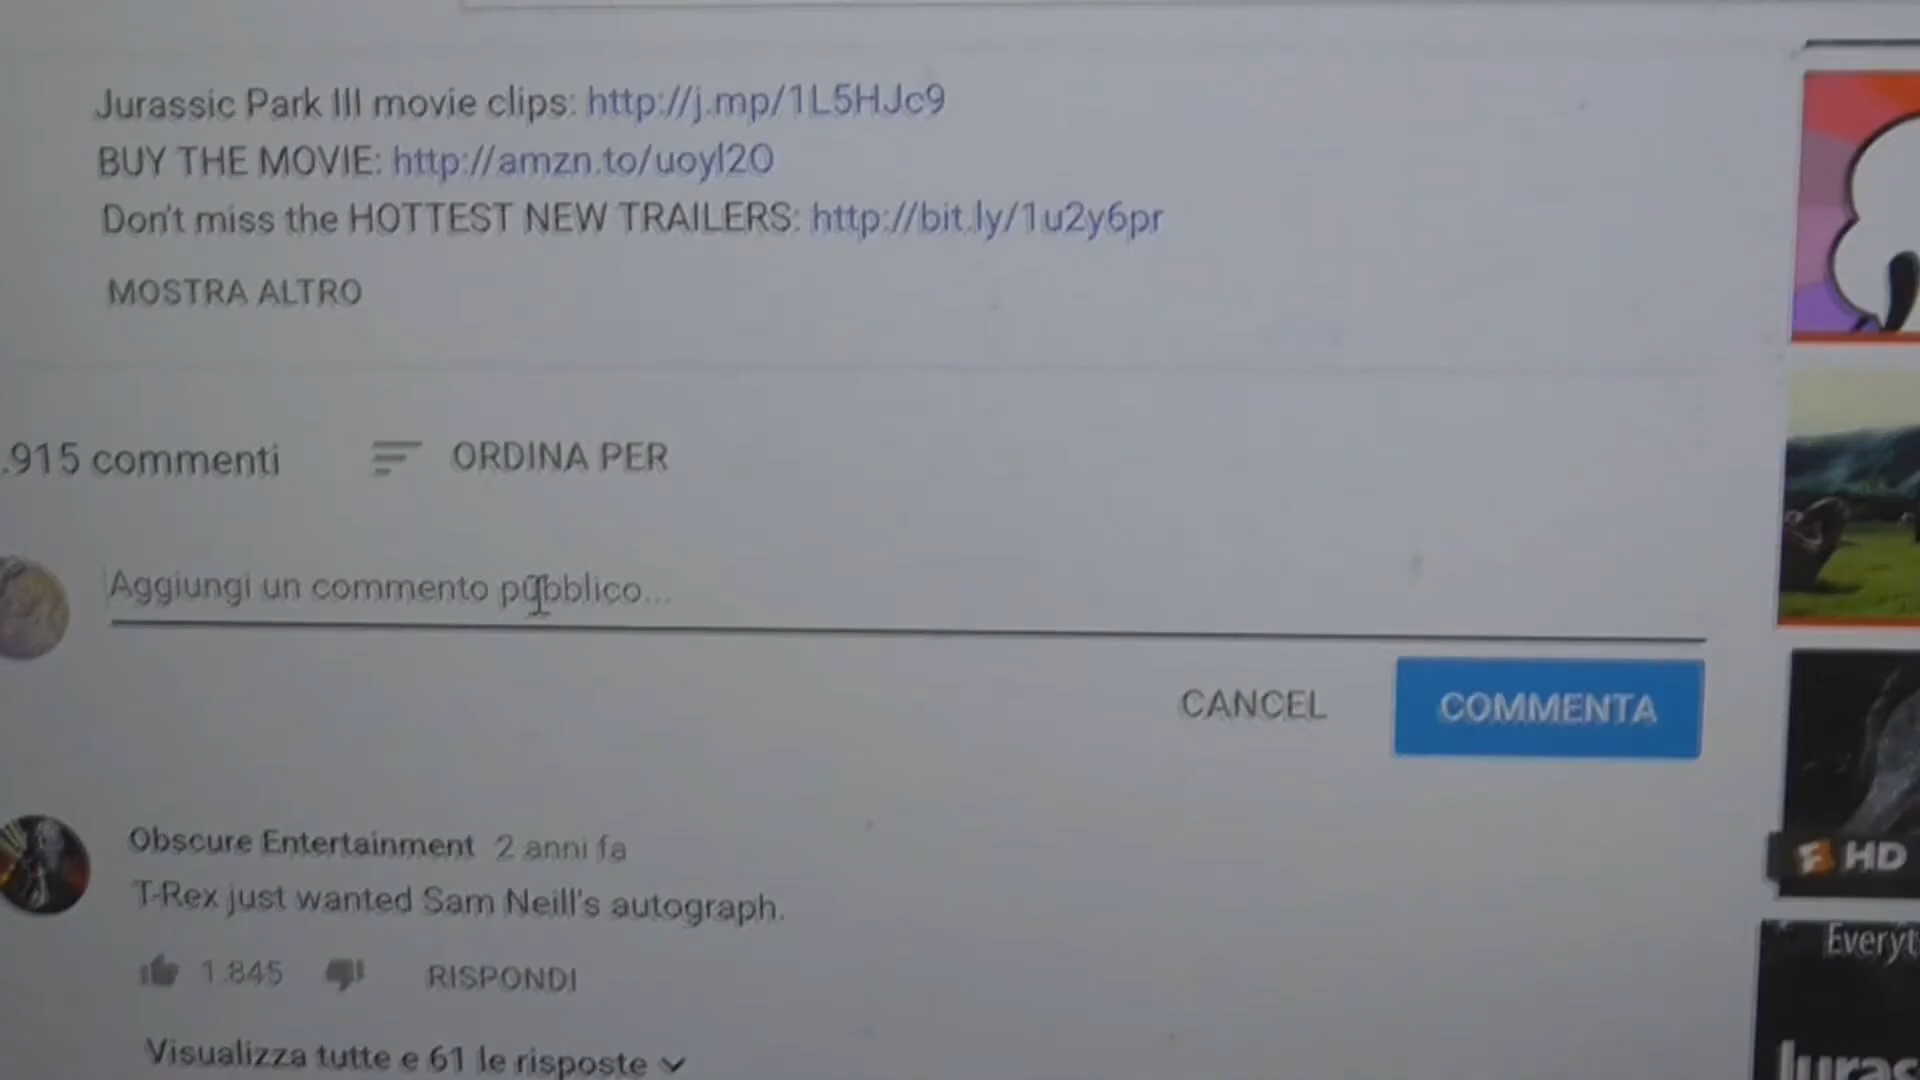 Jurassic Park III movie clips: http://j.mp/1L5HJc9
BUY THE MOVIE: http://amzn.to/uoyl2O
Don't miss the HOTTEST NEW TRAILERS: http://bit.ly/1u2y6pr
MOSTRA ALTRO
.915 commenti
ORDINA PER
Aggiungi un commento pubblico...
CANCEL
COMMENTA
Obscure Entertainment 2 anni fa
T-Rex just wanted Sam Neill's autograph.
1.845
RISPONDI
Visualizza tutte e 61 le risposte
HD
Everyt
Juras